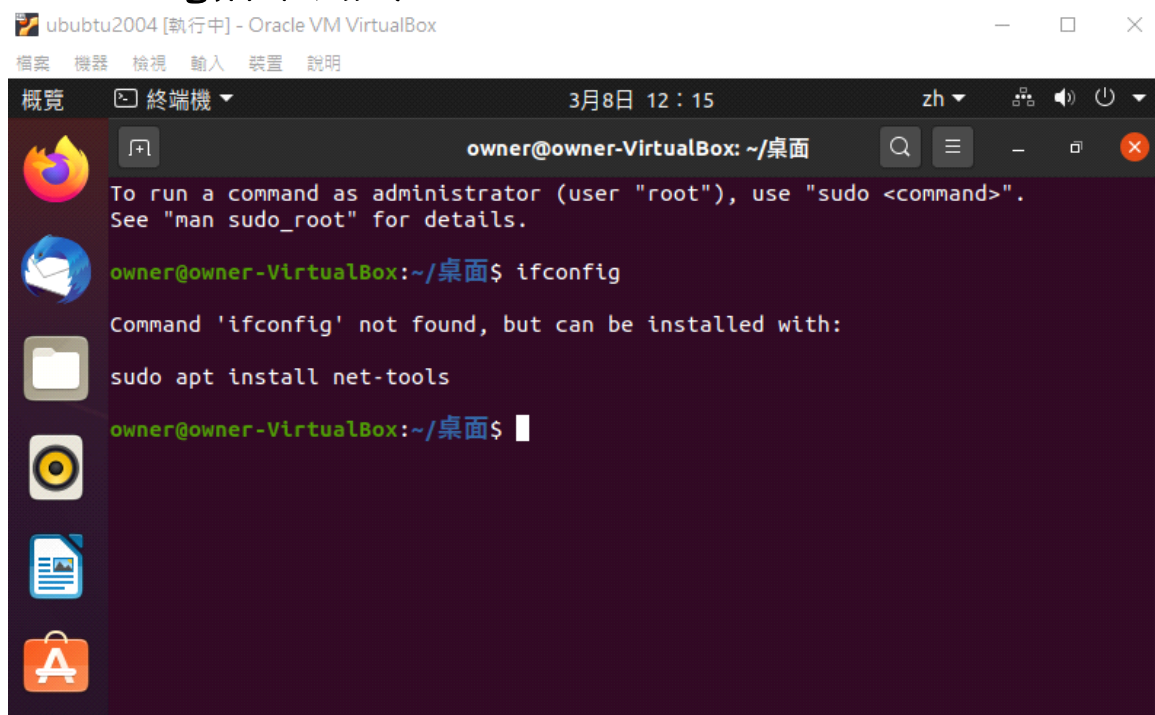 ububtu2004 [執行中] - Oracle VM VirtualBox
檔案 機器 檢視 輸入 裝置 說明
概覽 終端機 3月8日 12：15 zh
owner@owner-VirtualBox: ~/桌面
To run a command as administrator (user "root"), use "sudo <command>".
See "man sudo_root" for details.
owner@owner-VirtualBox:~/桌面$ ifconfig
Command 'ifconfig' not found, but can be installed with:
sudo apt install net-tools
owner@owner-VirtualBox:~/桌面$